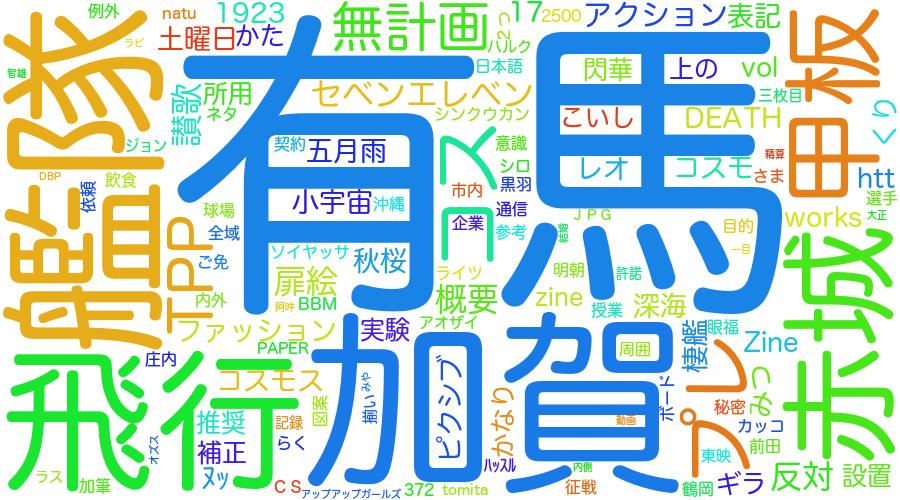 例外
natu
1923
かた
無計画
17
2500
アクション
表記
ラビ
土曜日
バルク
日本語
閃華
上の
vol
智雄
隊
有馬
甲板
所用
セブンエレブン
三枚目
ネタ
シンクウカン
こいし
DEATH
くり
讃歌
ジョン
契約
五月雨
意識
コス
レオ
コスモ
精算
さま
htt
DBP
飲食
依頼
小宇宙
沖縄
シロ
黒羽
市内
選手
大正
艦
TPP
球場
全域
企業
通信
参考
JPG
結婚
目的
works
赤城
ソイヤッサ
秋桜
ご免
扉絵
ライツ
明朝
許諾
一目
内外
阿吽
BBM
概要
zine
深海
授業
棲艦
眼福
Zine
みつ
ファッション
実験
アオザイ
PAPER
庄内
飛行
加賀
ピクシブ
周囲
プレ
コスモス
みや
揃い
かなり
ボード
秘密
カッコ
推奨
記録
図案
動画
前田
オズス
補正
らく
東映
ラス
加筆
ヌッ
CS
アップアップガールズ
372
tomita
ハッスル
内側
征戦
鶴岡
ギラ
反対
設置